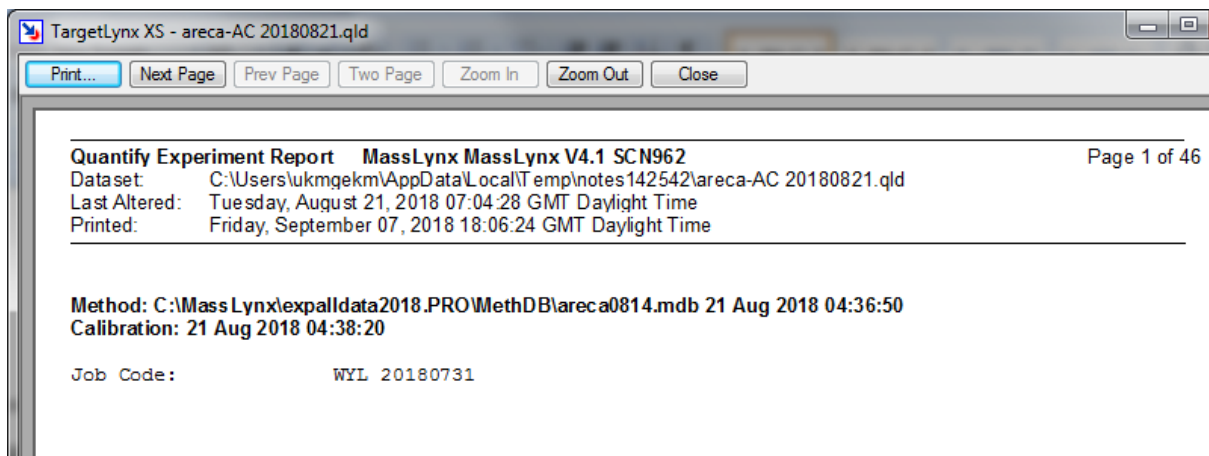 TargetLynx XS - areca-AC 20180821.qld
Print... Next Page Prev Page Two Page Zoom In Zoom Out Close
Quantify Experiment Report MassLynx MassLynx V4.1 SCN962 Page 1 of 46
Dataset: C:\Users\ukmgekm\AppData\Local\Temp\notes142542\areca-AC 20180821.qld
Last Altered: Tuesday, August 21, 2018 07:04:28 GMT Daylight Time
Printed: Friday, September 07, 2018 18:06:24 GMT Daylight Time
Method: C:\MassLynx\expalldata2018.PRO\MethDB\areca0814.mdb 21 Aug 2018 04:36:50
Calibration: 21 Aug 2018 04:38:20
Job Code: WYL 20180731